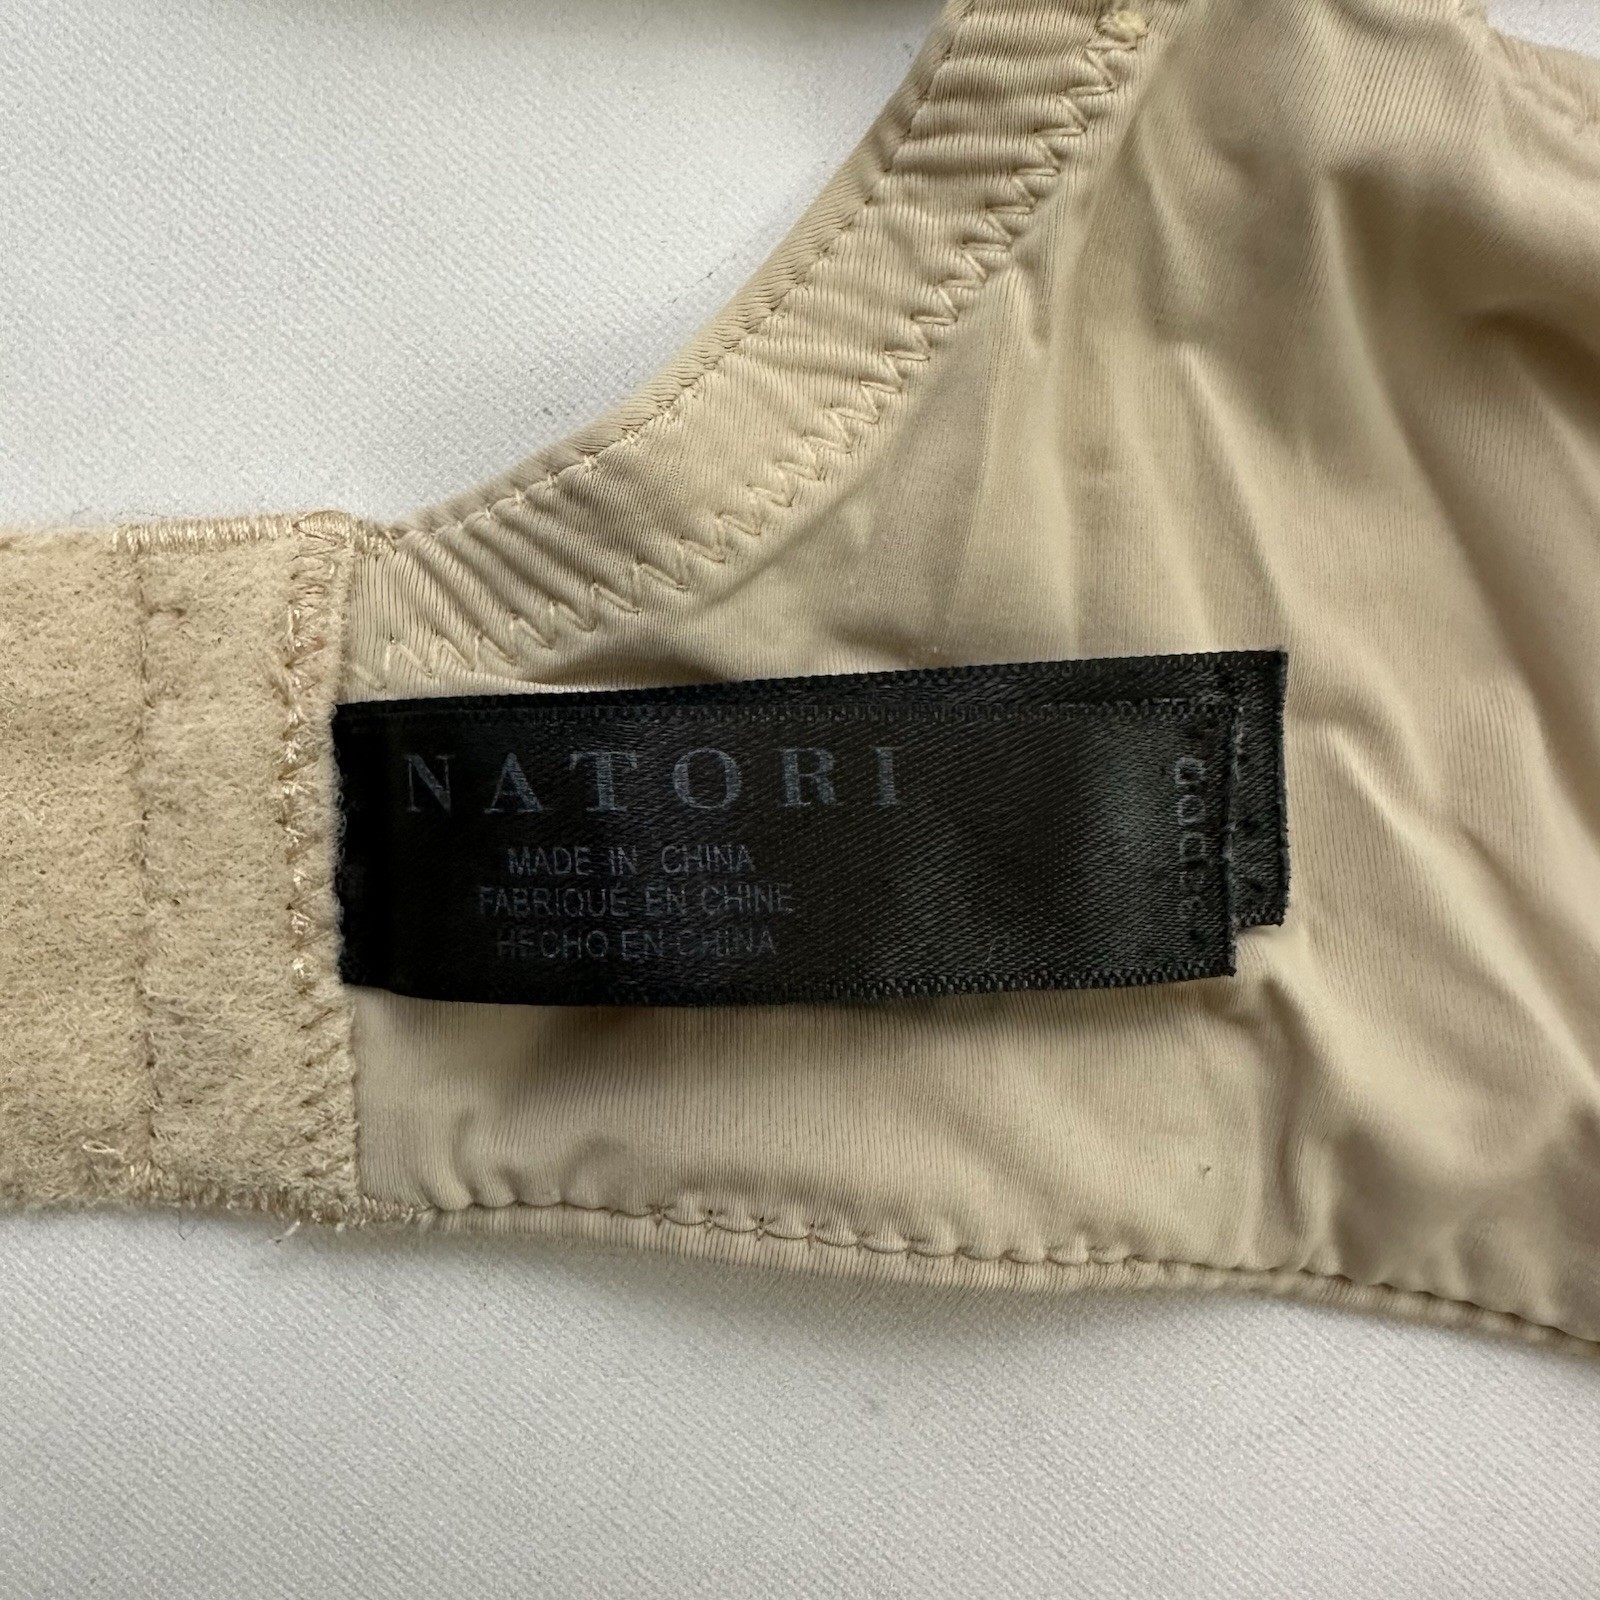 NATORI
MADE IN CHINA
FABRIQUÉ EN CHINE
HECHO EN CHINA